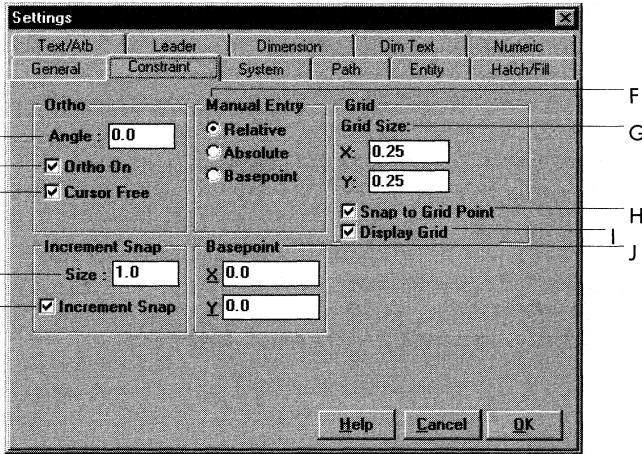 Settings
Text/Atb Leader Dimension Dim Text Numeric
General Constraint System Path Entity Hatch/Fill
Ortho
Angle : 0.0
Ortho On
Cursor Free
Manual Entry
Relative
Absolute
Basepoint
Grid
Grid Size:
X: 0.25
Y: 0.25
Snap to Grid Point
Display Grid
Increment Snap
Size : 1.0
Increment Snap
Basepoint
X 0.0
Y 0.0
Help Cancel OK
F
G
H
I
J